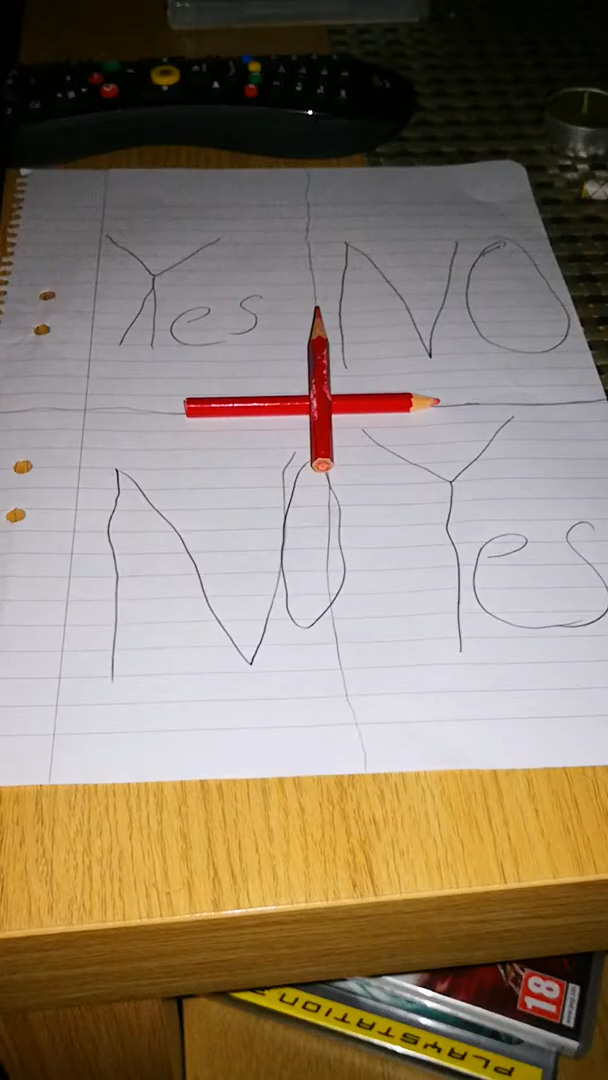 Yes NO
NO Yes
18
PLAYSTATION